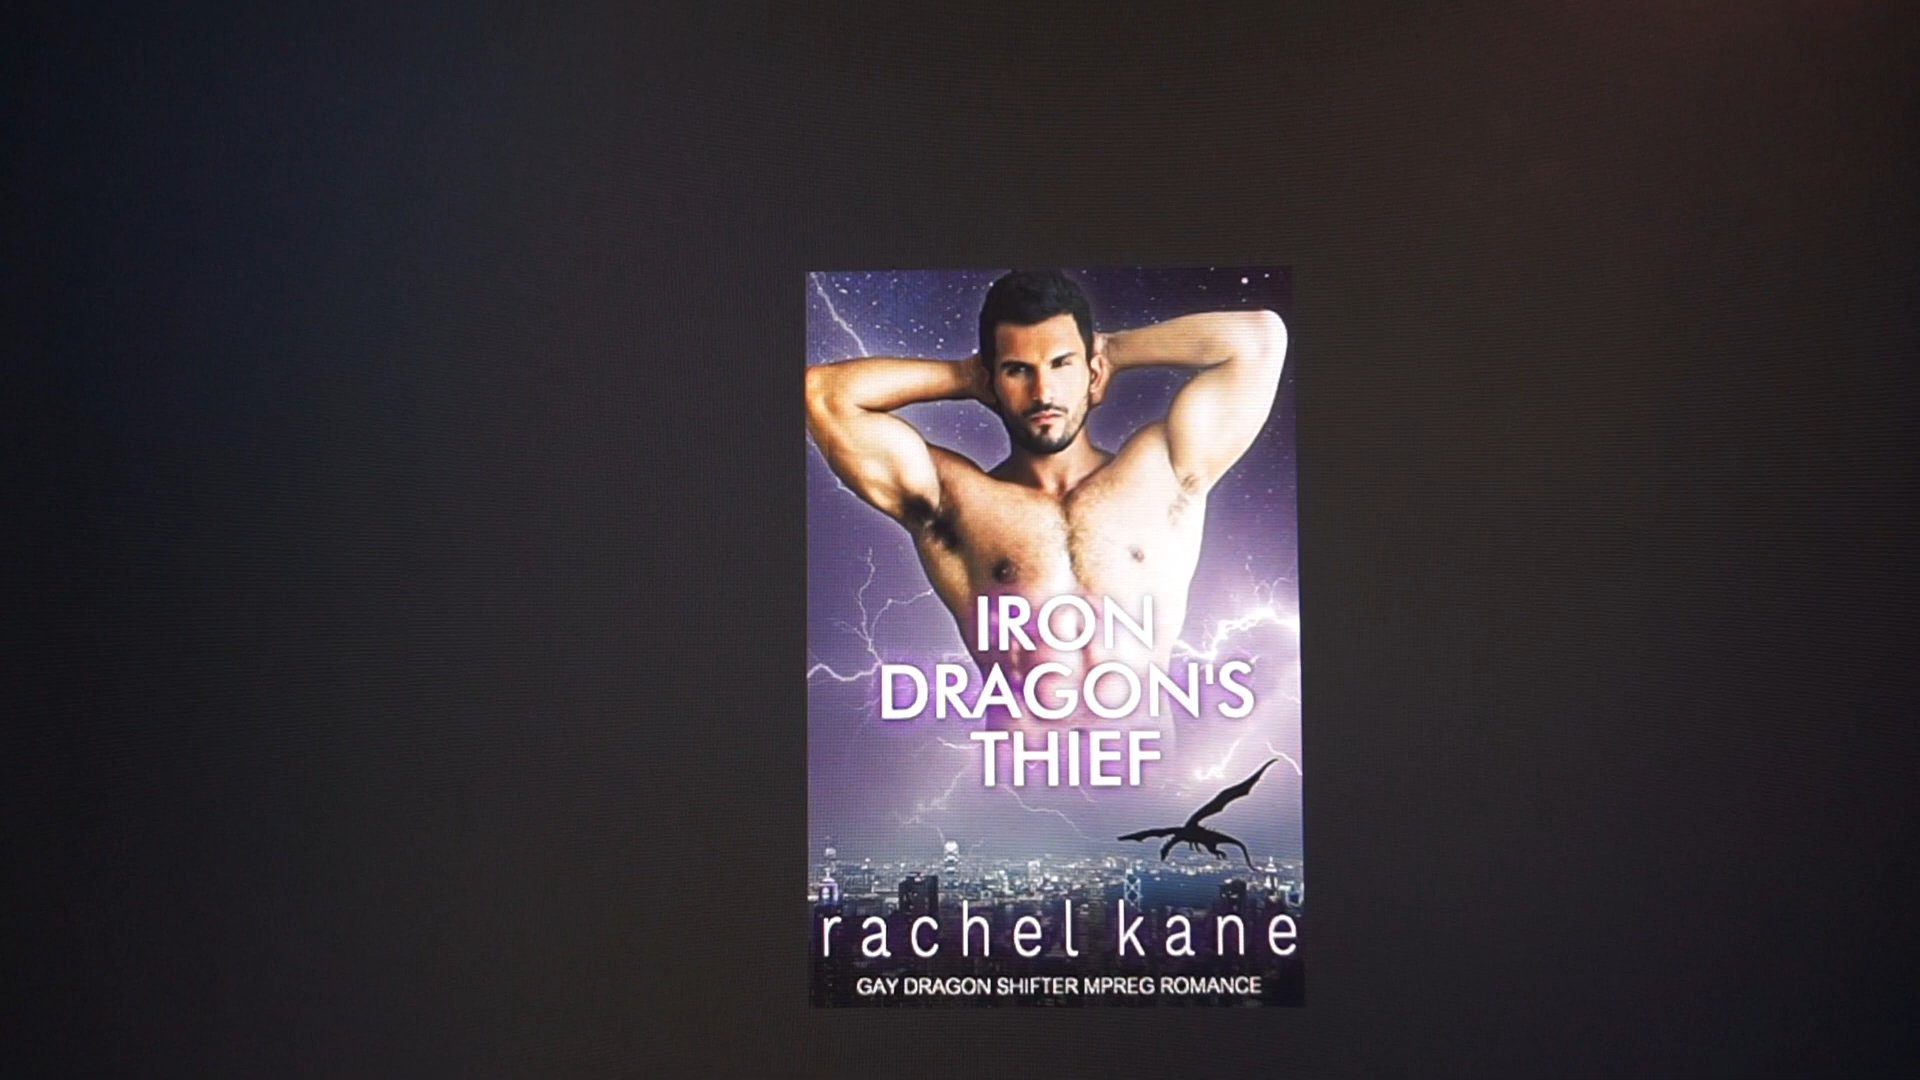 IRON
DRAGON'S
THIEF
rachel kane
GAY DRAGON SHIFTER MPREG ROMANCE